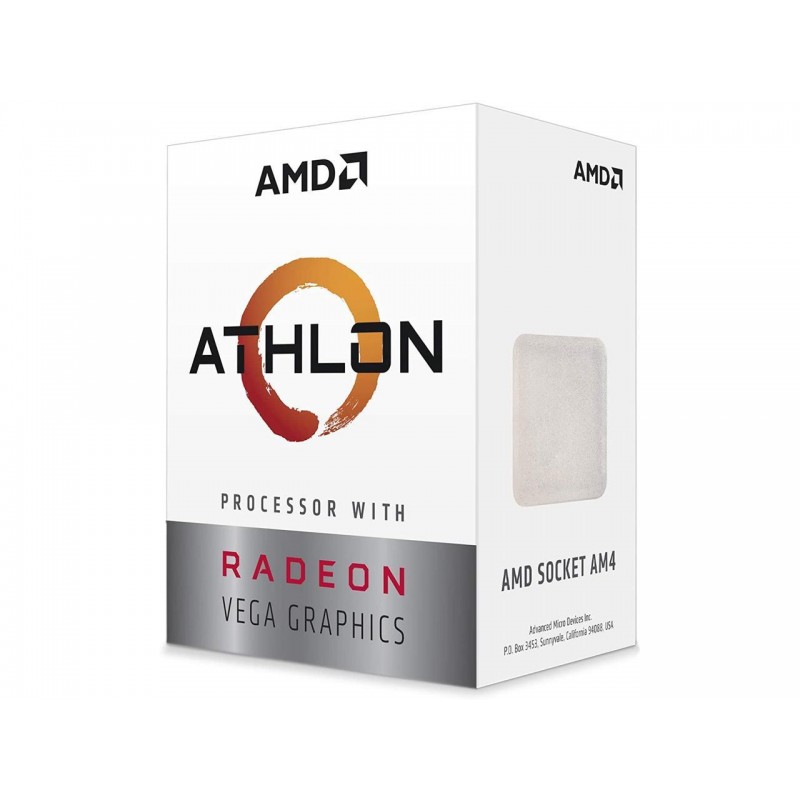 AMD
ATHLON
PROCESSOR WITH
RADEON
VEGA GRAPHICS
AMD
AMD SOCKET AM4
Advanced Micro Devices Inc.
P.O. Box 3453, Sunnyvale, California 94088, USA